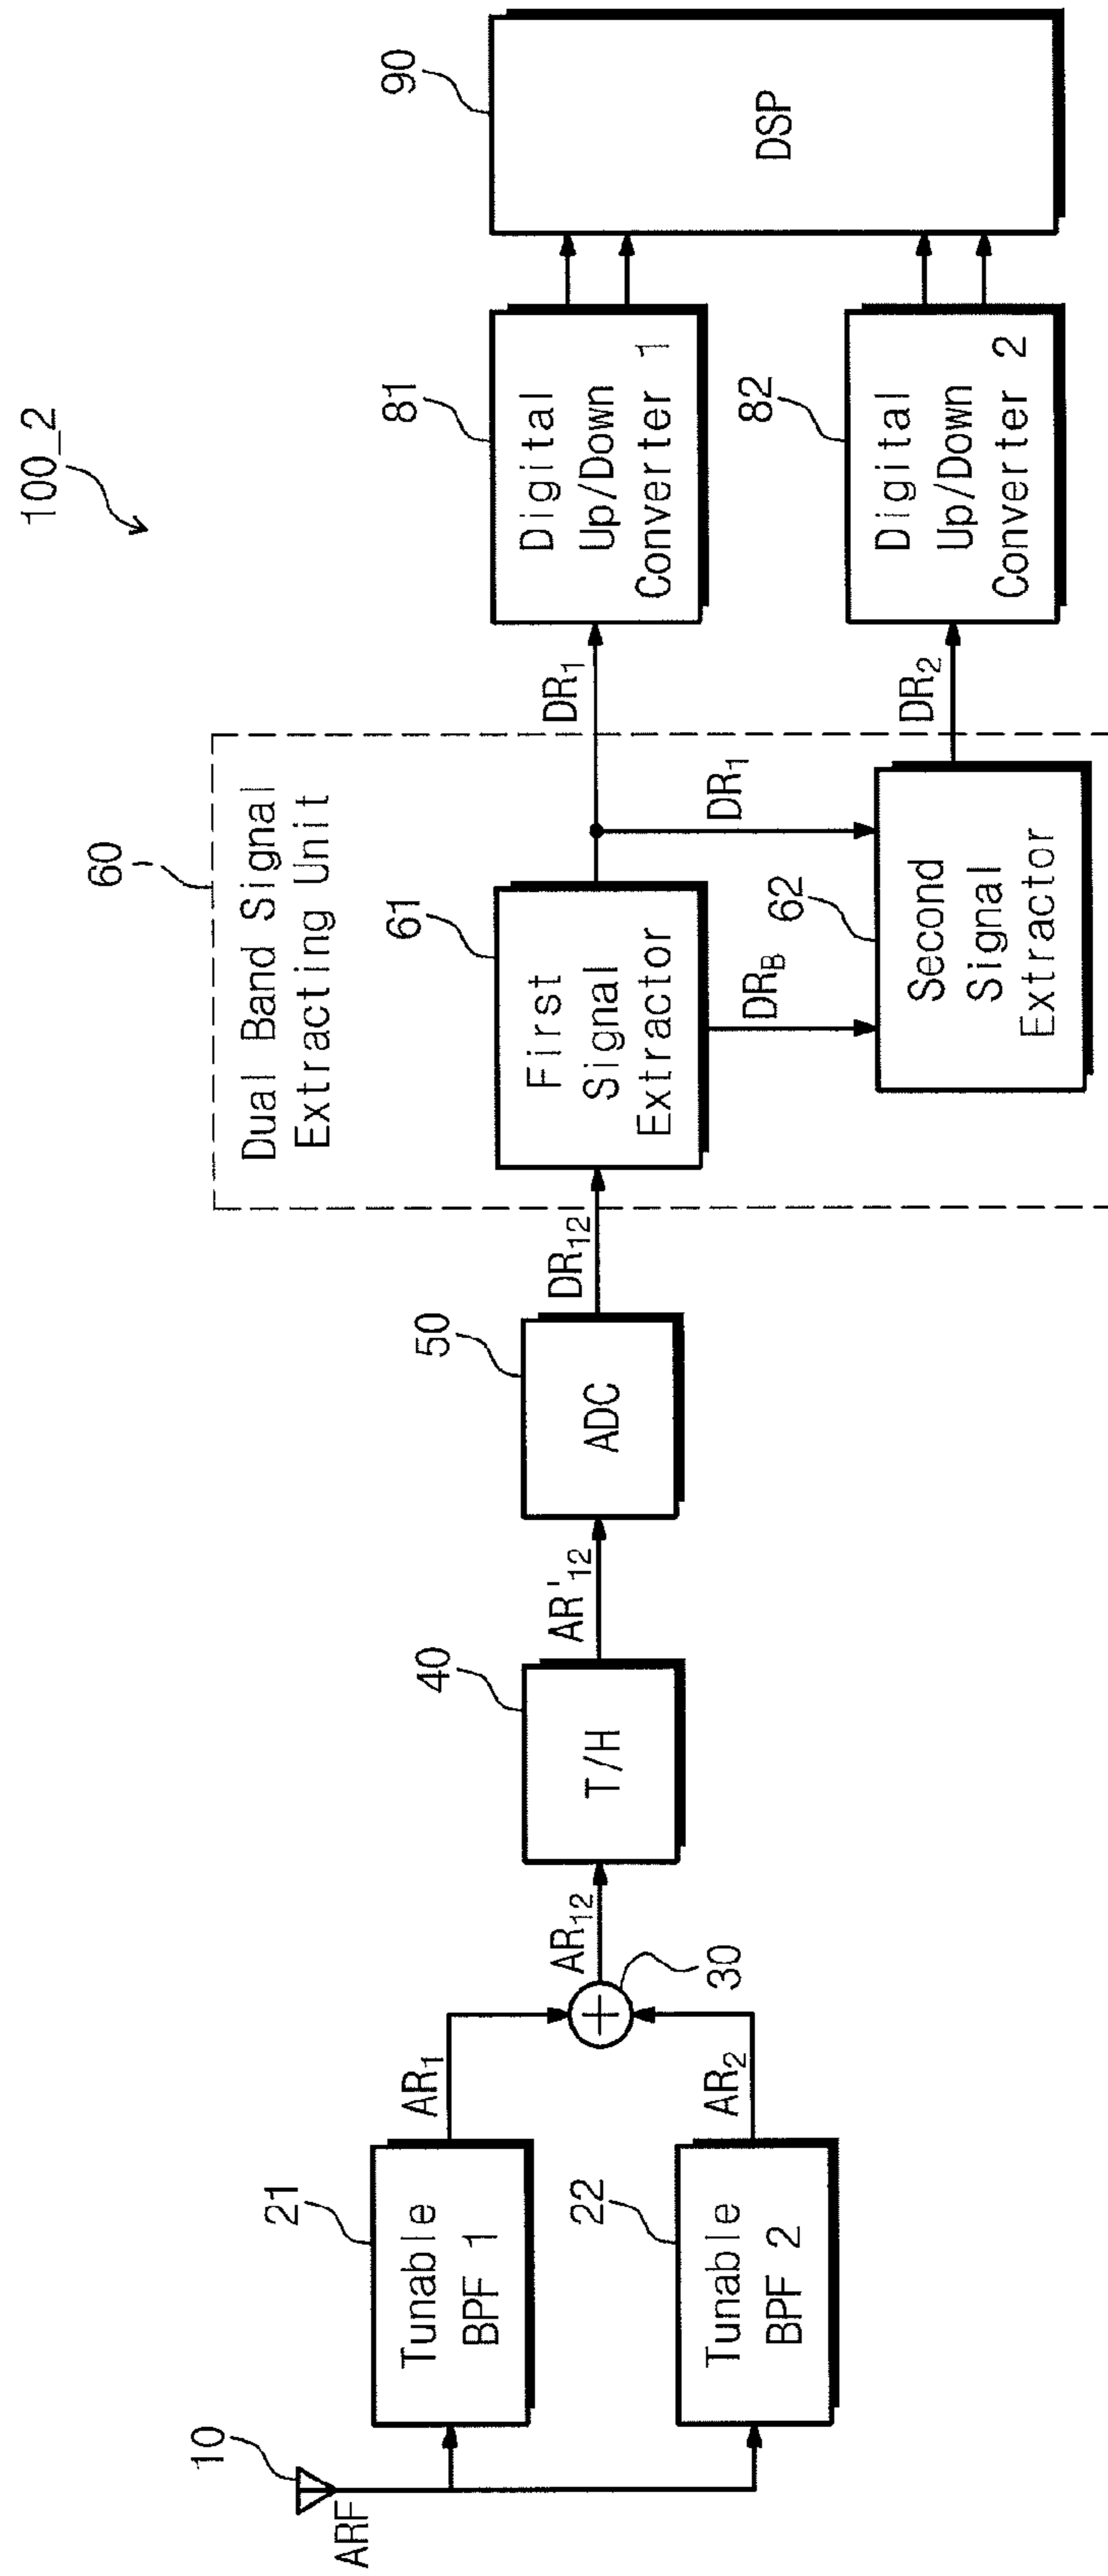 100_2
10
ARF
21
Tunable
BPF 1
22
Tunable
BPF 2
AR1
AR2
30
AR12
40
T/H
AR'12
50
ADC
DR12
60
Dual Band Signal
Extracting Unit
61
First
Signal
Extractor
DRB
DR1
62
Second
Signal
Extractor
DR1
DR2
81
Digital
Up/Down
Converter 1
82
Digital
Up/Down
Converter 2
90
DSP